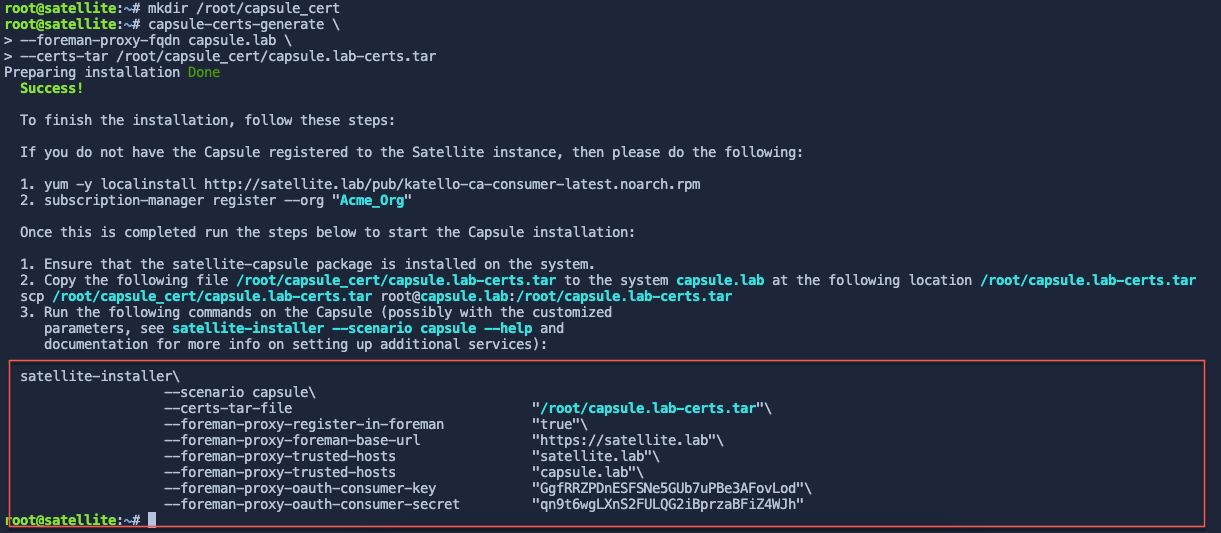 root@satellite:~# mkdir /root/capsule_cert
root@satellite:~# capsule-certs-generate \
> --foreman-proxy-fqdn capsule.lab \
> --certs-tar /root/capsule_cert/capsule.lab-certs.tar
Preparing installation Done
Success!
To finish the installation, follow these steps:
If you do not have the Capsule registered to the Satellite instance, then please do the following:
1. yum -y localinstall http://satellite.lab/pub/katello-ca-consumer-latest.noarch.rpm
2. subscription-manager register --org "Acme_Org"
Once this is completed run the steps below to start the Capsule installation:
1. Ensure that the satellite-capsule package is installed on the system.
2. Copy the following file /root/capsule_cert/capsule.lab-certs.tar to the system capsule.lab at the following location /root/capsule.lab-certs.tar
scp /root/capsule_cert/capsule.lab-certs.tar root@capsule.lab:/root/capsule.lab-certs.tar
3. Run the following commands on the Capsule (possibly with the customized
parameters, see satellite-installer --scenario capsule --help and
documentation for more info on setting up additional services):
satellite-installer\
--scenario capsule\
--certs-tar-file "/root/capsule.lab-certs.tar"\
--foreman-proxy-register-in-foreman "true"\
--foreman-proxy-foreman-base-url "https://satellite.lab"\
--foreman-proxy-trusted-hosts "satellite.lab"\
--foreman-proxy-trusted-hosts "capsule.lab"\
--foreman-proxy-oauth-consumer-key "GgfRRZPDnESFSNe5GUb7uPBe3AFovLod"\
--foreman-proxy-oauth-consumer-secret "qn9t6wgLXnS2FULQG2iBprzaBFiZ4WJh"
root@satellite:~#